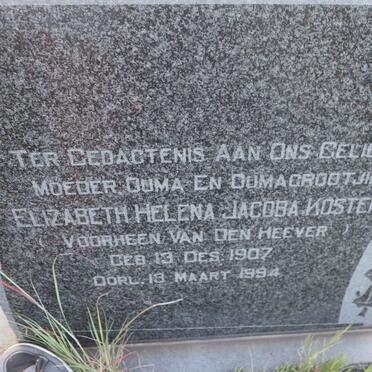 TER GEDAGTENIS AAN ONS GELIE
MOEDER OUMA EN OUMAGROOTJIE
ELIZABETH HELENA JACOBA KOSTE
( VOORHEEN VAN DEN HEEVER )
GEB. 13 DES. 1907
OORL. 13 MAART 1994